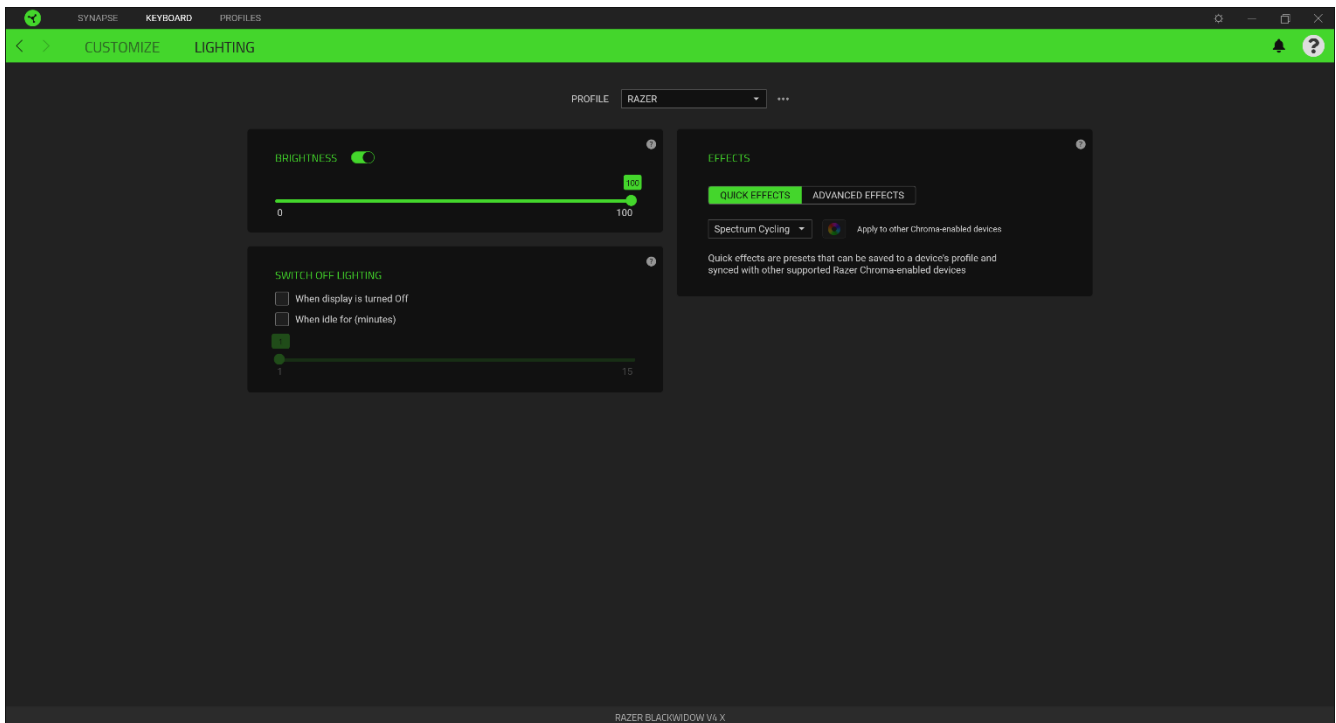 SYNAPSE KEYBOARD PROFILES
CUSTOMIZE LIGHTING
?
PROFILE RAZER
BRIGHTNESS
?
100
0 100
SWITCH OFF LIGHTING
?
When display is turned Off
When idle for (minutes)
1
1 15
EFFECTS
?
QUICK EFFECTS ADVANCED EFFECTS
Spectrum Cycling Apply to other Chroma-enabled devices
Quick effects are presets that can be saved to a device's profile and
synced with other supported Razer Chroma-enabled devices
RAZER BLACKWIDOW V4 X